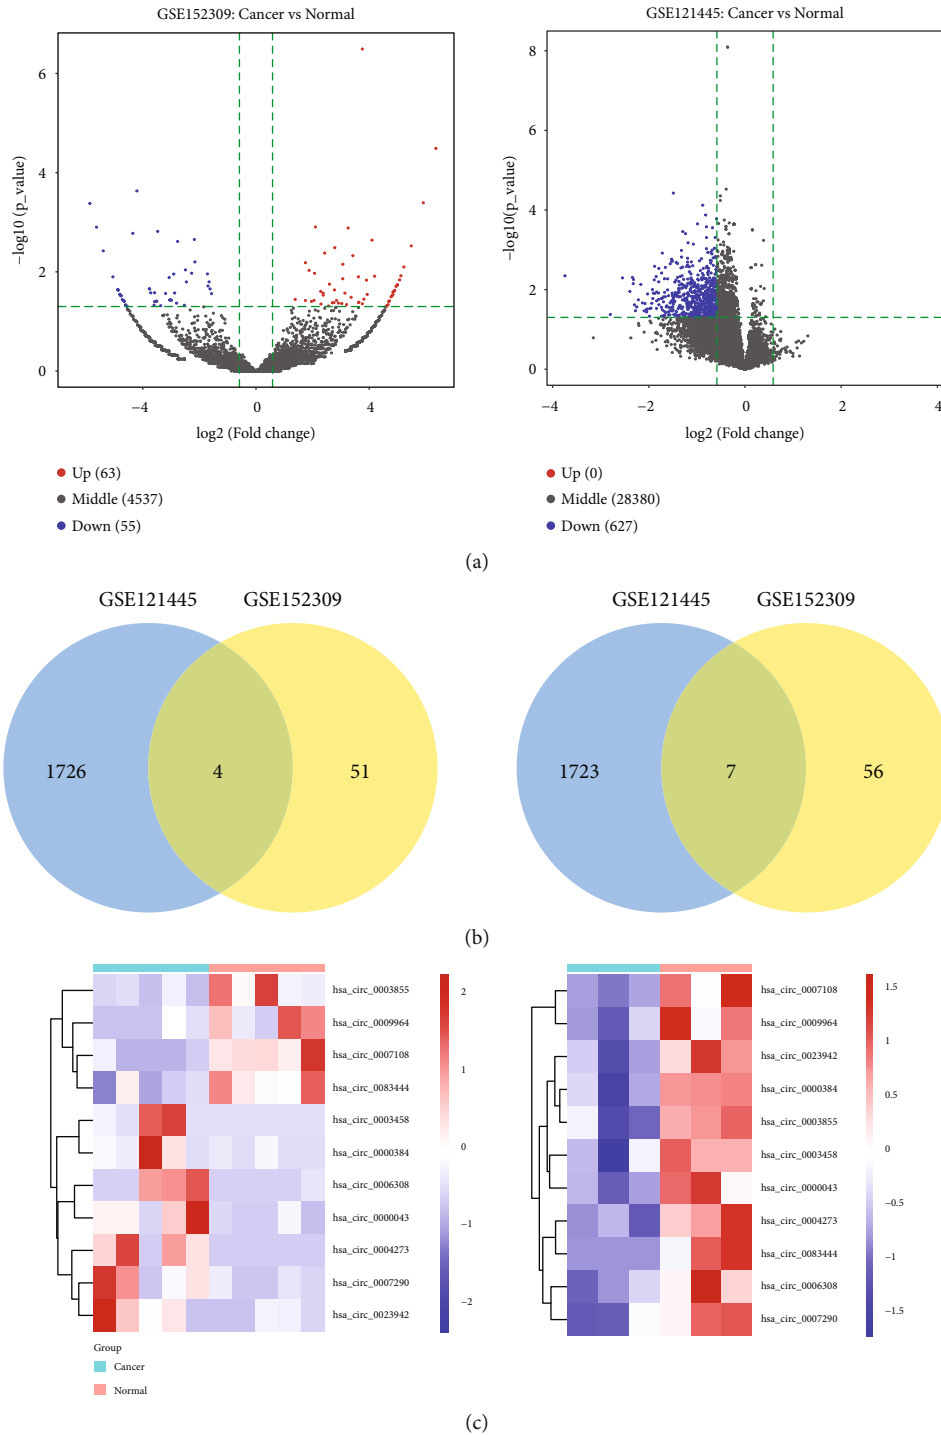 GSE152309: Cancer vs Normal
GSE121445: Cancer vs Normal
−log10 (p_value)
6
4
2
0
−4
0
4
log2 (Fold change)
Up (63)
Middle (4537)
Down (55)
−log10(p_value)
8
6
4
2
0
−4
−2
0
2
4
log2 (Fold change)
Up (0)
Middle (28380)
Down (627)
(a)
GSE121445
GSE152309
1726
4
51
GSE121445
GSE152309
1723
7
56
(b)
hsa_circ_0003855
hsa_circ_0009964
hsa_circ_0007108
hsa_circ_0083444
hsa_circ_0003458
hsa_circ_0000384
hsa_circ_0006308
hsa_circ_0000043
hsa_circ_0004273
hsa_circ_0007290
hsa_circ_0023942
2
1
0
−1
−2
Group
Cancer
Normal
hsa_circ_0007108
hsa_circ_0009964
hsa_circ_0023942
hsa_circ_0000384
hsa_circ_0003855
hsa_circ_0003458
hsa_circ_0000043
hsa_circ_0004273
hsa_circ_0083444
hsa_circ_0006308
hsa_circ_0007290
1.5
1
0.5
0
−0.5
−1
−1.5
(c)